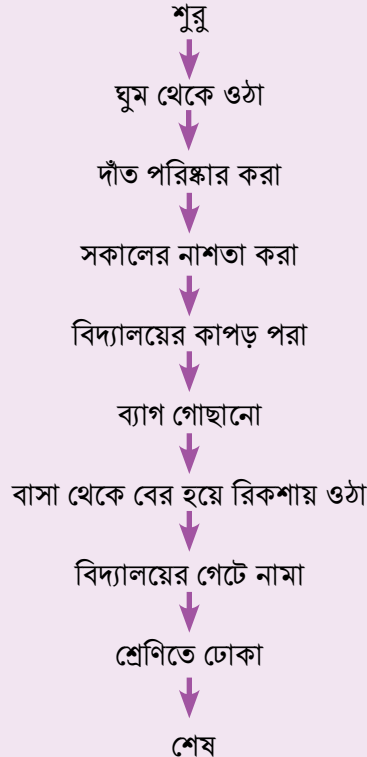 শুরু
ঘুম থেকে ওঠা
দাঁত পরিষ্কার করা
সকালের নাশতা করা
বিদ্যালয়ের কাপড় পরা
ব্যাগ গোছানো
বাসা থেকে বের হয়ে রিকশায় ওঠা
বিদ্যালয়ের গেটে নামা
শ্রেণিতে ঢোকা
শেষ